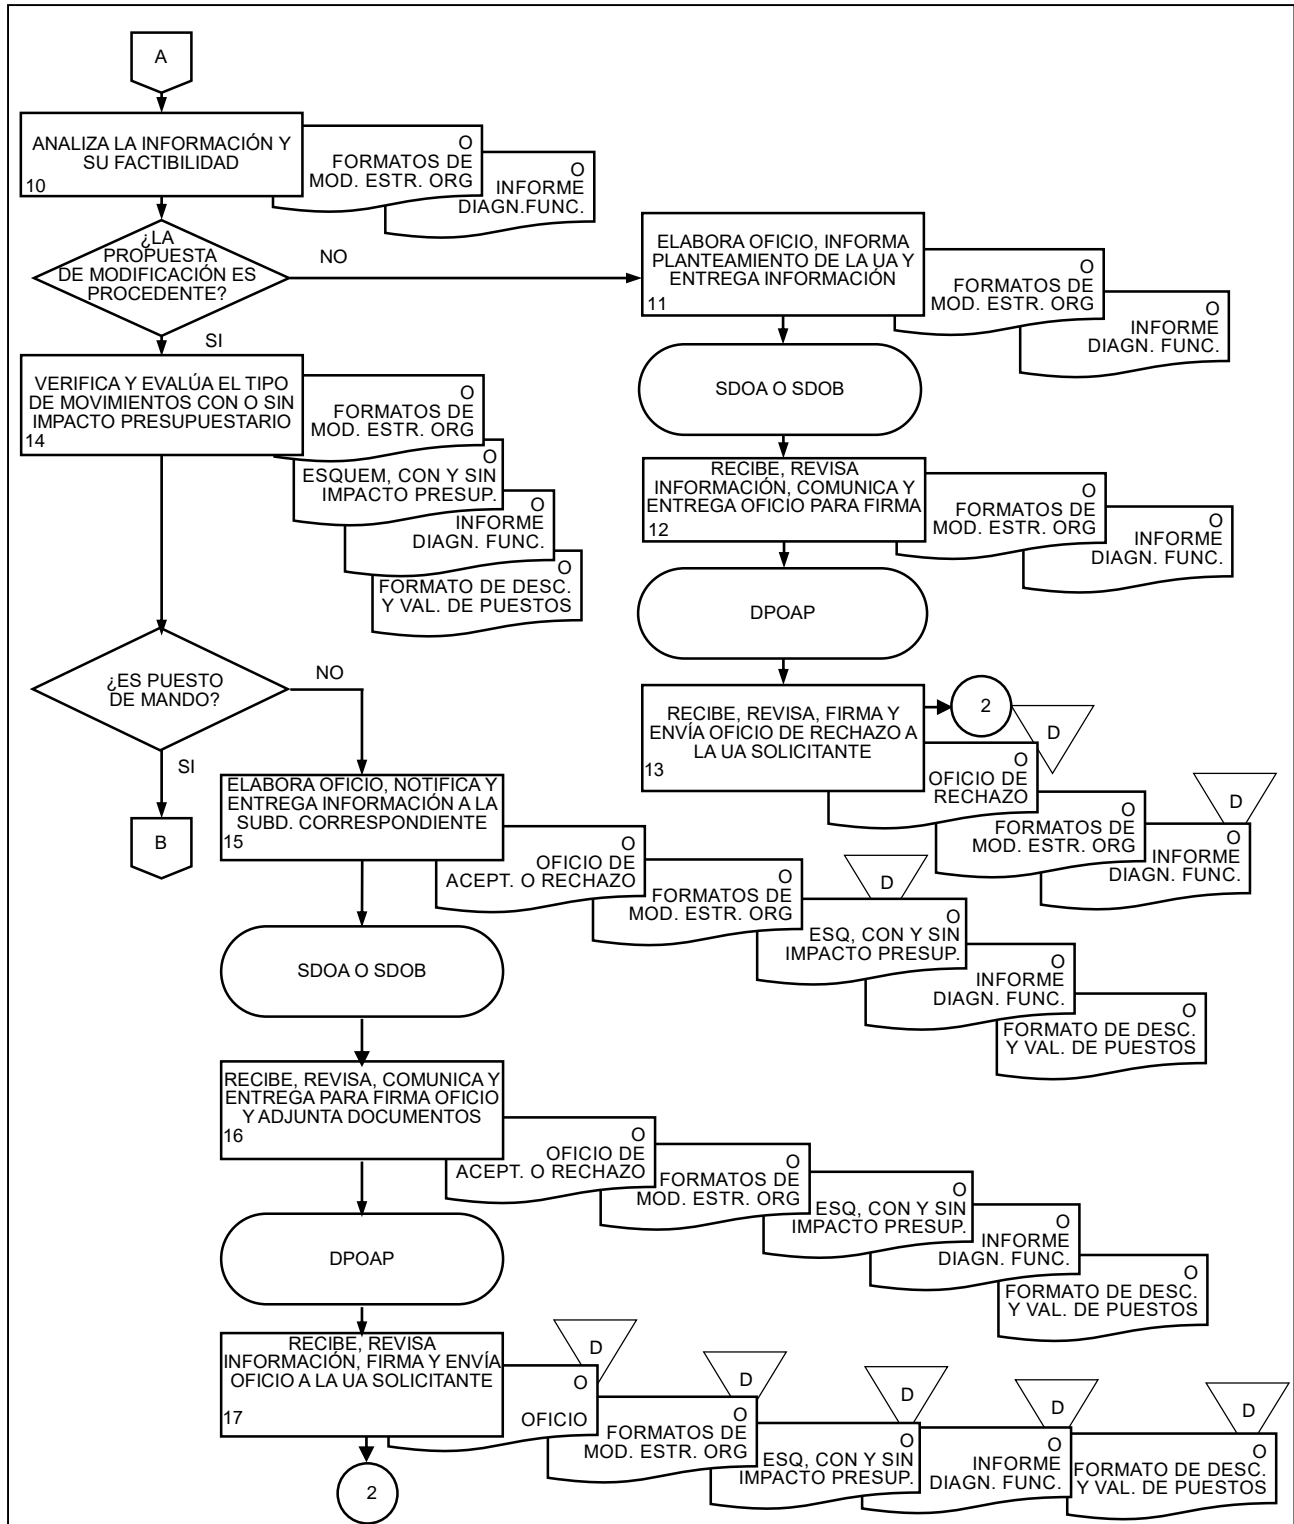 A
ANALIZA LA INFORMACIÓN Y
SU FACTIBILIDAD
10
O
FORMATOS DE
MOD. ESTR. ORG
O
INFORME
DIAGN.FUNC.
¿LA
PROPUESTA
DE MODIFICACIÓN ES
PROCEDENTE?
NO
SI
ELABORA OFICIO, INFORMA
PLANTEAMIENTO DE LA UA Y
ENTREGA INFORMACIÓN
11
O
FORMATOS DE
MOD. ESTR. ORG
O
INFORME
DIAGN. FUNC.
SDOA O SDOB
RECIBE, REVISA
INFORMACIÓN, COMUNICA Y
ENTREGA OFICIO PARA FIRMA
12
O
FORMATOS DE
MOD. ESTR. ORG
O
INFORME
DIAGN. FUNC.
DPOAP
RECIBE, REVISA, FIRMA Y
ENVÍA OFICIO DE RECHAZO A
LA UA SOLICITANTE
13
2
D
O
OFICIO DE
RECHAZO
O
FORMATOS DE
MOD. ESTR. ORG
D
O
INFORME
DIAGN. FUNC.
VERIFICA Y EVALÚA EL TIPO
DE MOVIMIENTOS CON O SIN
IMPACTO PRESUPUESTARIO
14
O
FORMATOS DE
MOD. ESTR. ORG
O
ESQUEM, CON Y SIN
IMPACTO PRESUP.
O
INFORME
DIAGN. FUNC.
O
FORMATO DE DESC.
Y VAL. DE PUESTOS
¿ES PUESTO
DE MANDO?
NO
SI
B
ELABORA OFICIO, NOTIFICA Y
ENTREGA INFORMACIÓN A LA
SUBD. CORRESPONDIENTE
15
O
OFICIO DE
ACEPT. O RECHAZO
O
FORMATOS DE
MOD. ESTR. ORG
D
O
ESQ, CON Y SIN
IMPACTO PRESUP.
O
INFORME
DIAGN. FUNC.
O
FORMATO DE DESC.
Y VAL. DE PUESTOS
SDOA O SDOB
RECIBE, REVISA, COMUNICA Y
ENTREGA PARA FIRMA OFICIO
Y ADJUNTA DOCUMENTOS
16
O
OFICIO DE
ACEPT. O RECHAZO
O
FORMATOS DE
MOD. ESTR. ORG
O
ESQ, CON Y SIN
IMPACTO PRESUP.
O
INFORME
DIAGN. FUNC.
O
FORMATO DE DESC.
Y VAL. DE PUESTOS
DPOAP
RECIBE, REVISA
INFORMACIÓN, FIRMA Y ENVÍA
OFICIO A LA UA SOLICITANTE
17
D
O
OFICIO
D
O
FORMATOS DE
MOD. ESTR. ORG
D
O
ESQ, CON Y SIN
IMPACTO PRESUP.
D
O
INFORME
DIAGN. FUNC.
D
O
FORMATO DE DESC.
Y VAL. DE PUESTOS
2